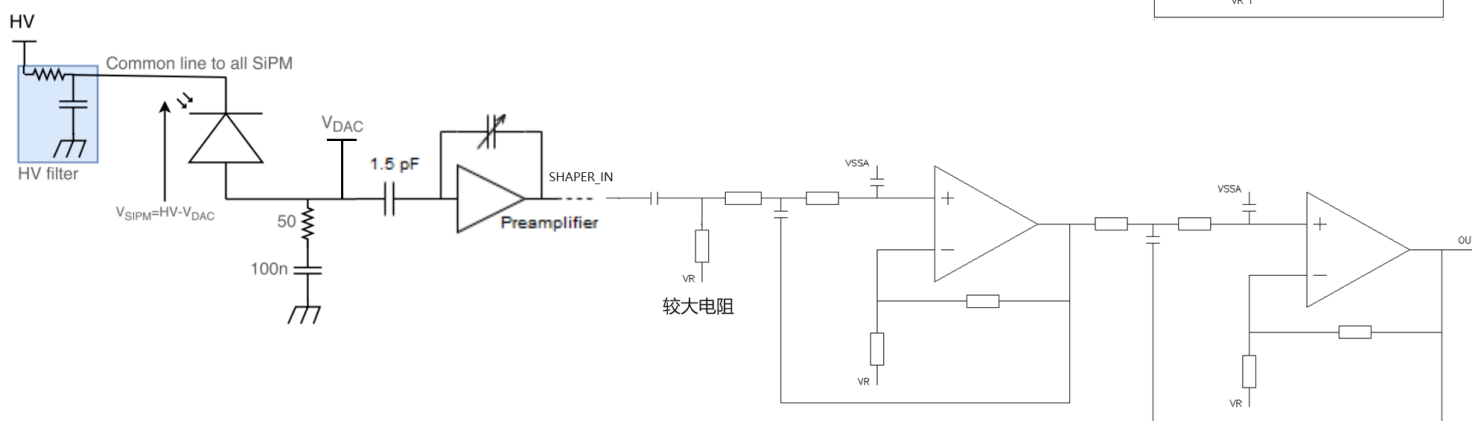 VR
HV
Common line to all SiPM
HV filter
V_SIPM=HV-V_DAC
V_DAC
50
100n
1.5 pF
Preamplifier
SHAPER_IN
VR
较大电阻
VSSA
VR
VSSA
VR
OUT